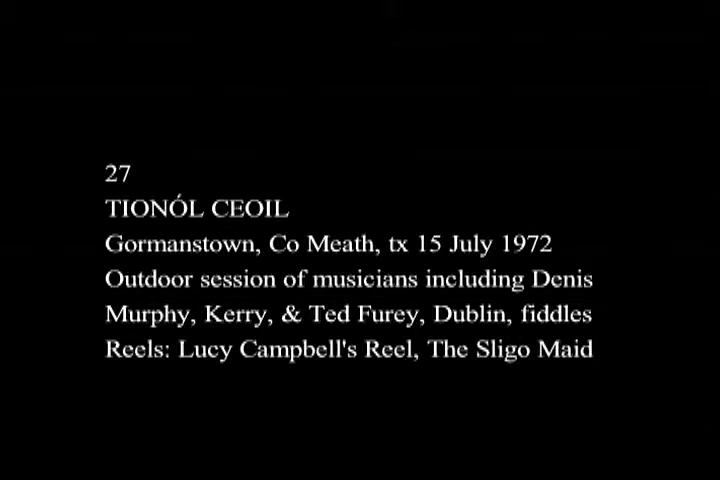 27
TIONÓL CEOIL
Gormanstown, Co Meath, tx 15 July 1972
Outdoor session of musicians including Denis
Murphy, Kerry, & Ted Furey, Dublin, fiddles
Reels: Lucy Campbell's Reel, The Sligo Maid